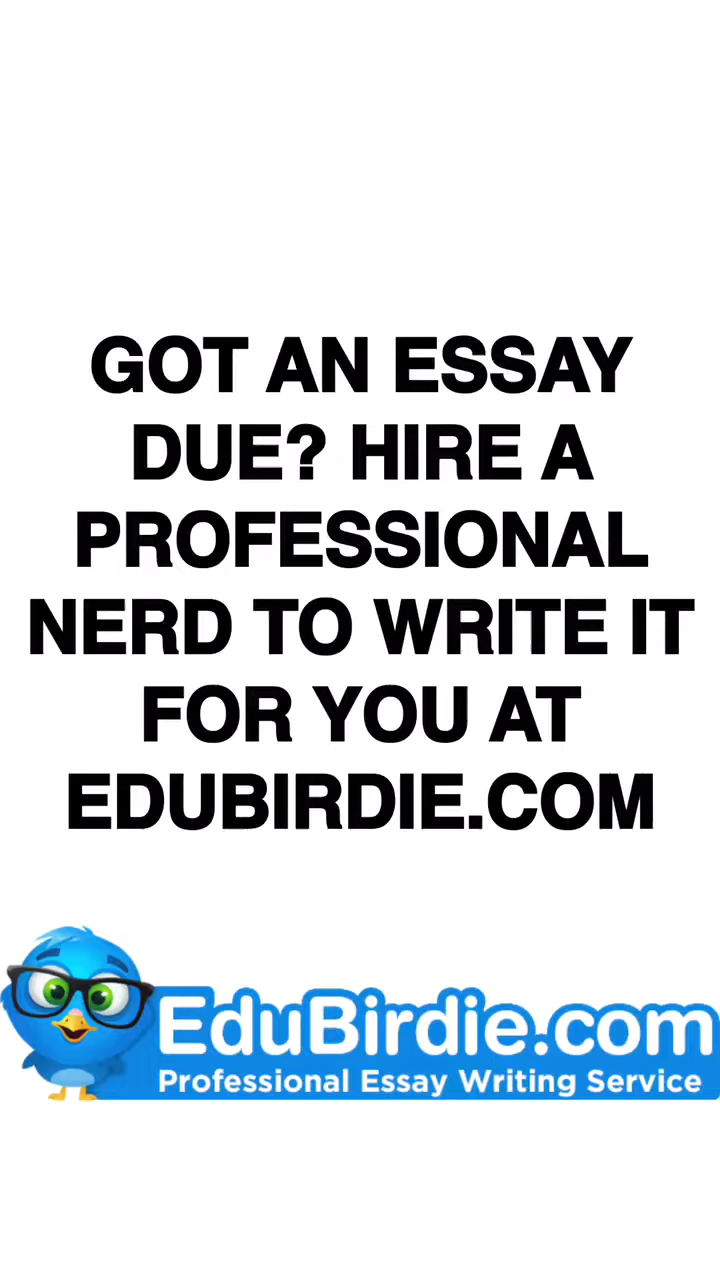 GOT AN ESSAY
DUE? HIRE A
PROFESSIONAL
NERD TO WRITE IT
FOR YOU AT
EDUBIRDIE.COM
EduBirdie.com
Professional Essay Writing Service